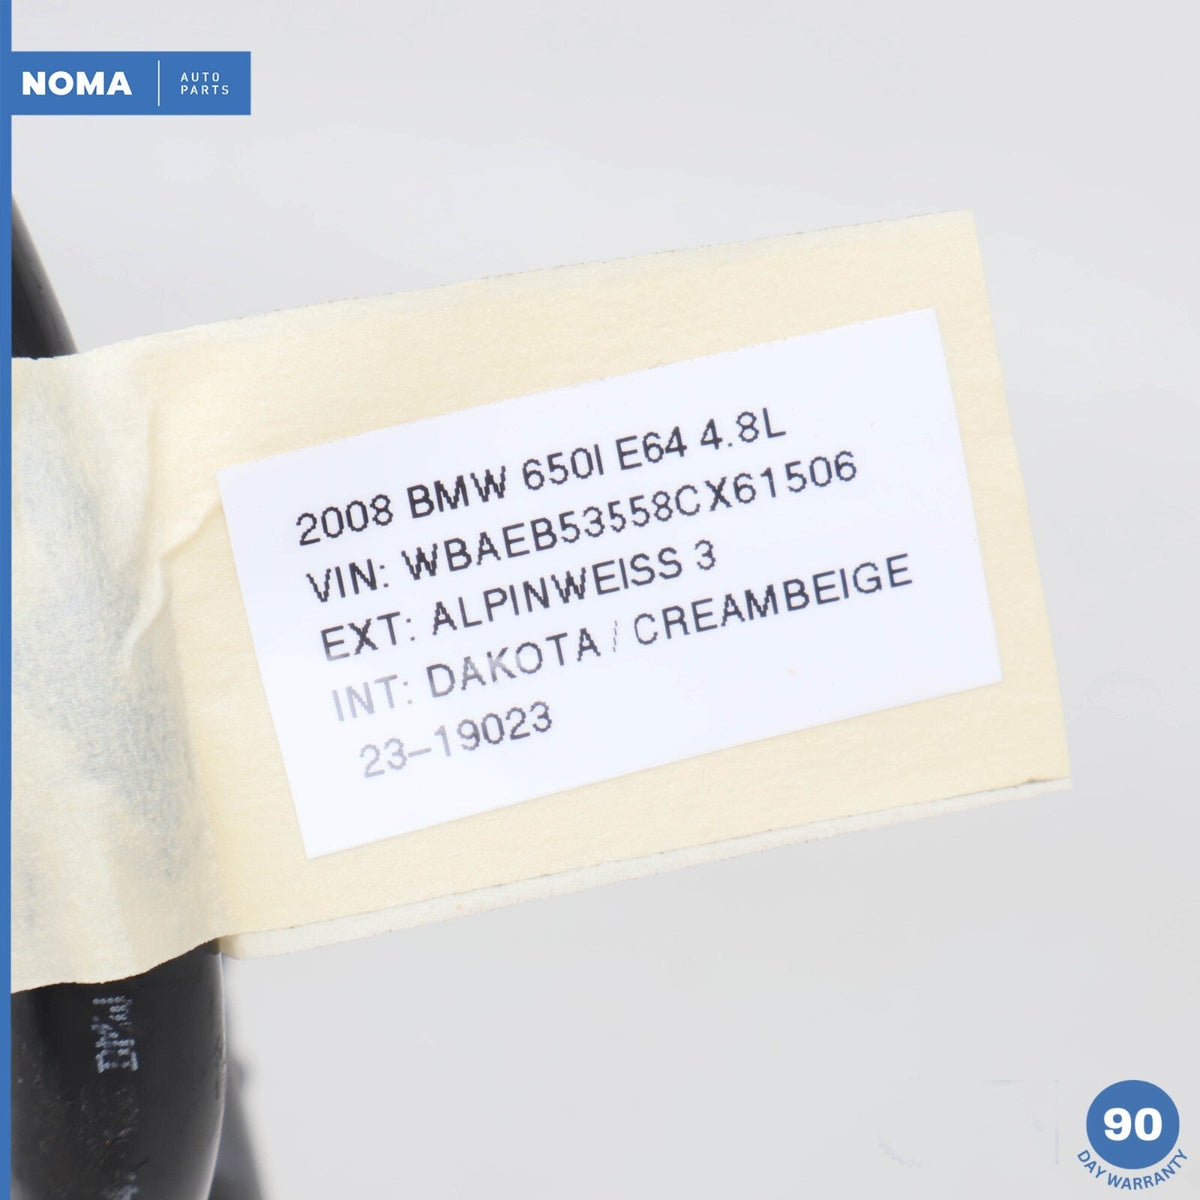 NOMA
AUTO
PARTS
2008 BMW 650I E64 4.8L
VIN: WBAEB53558CX61506
EXT: ALPINWEISS 3
INT: DAKOTA / CREAMBEIGE
23-19023
90
DAY WARRANTY